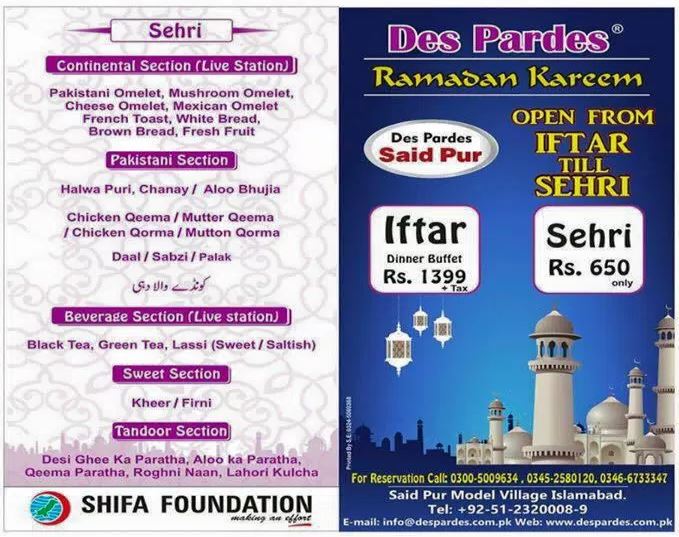 Sehri
Continental Section (Live Station)
Pakistani Omelet, Mushroom Omelet,
Cheese Omelet, Mexican Omelet
French Toast, White Bread,
Brown Bread, Fresh Fruit
Pakistani Section
Halwa Puri, Chanay / Aloo Bhujia
Chicken Qeema / Mutter Qeema
/ Chicken Qorma / Mutton Qorma
Daal / Sabzi / Palak
کونڈے والا دہی
Beverage Section (Live station)
Black Tea, Green Tea, Lassi (Sweet / Saltish)
Sweet Section
Kheer / Firni
Tandoor Section
Desi Ghee Ka Paratha, Aloo ka Paratha,
Qeema Paratha, Roghni Naan, Lahori Kulcha
SHIFA FOUNDATION
making an effort
Des Pardes®
Ramadan Kareem
OPEN FROM
IFTAR
TILL
SEHRI
Des Pardes
Said Pur
Iftar
Dinner Buffet
Rs. 1399
+ Tax
Sehri
Rs. 650
only
For Reservation Call: 0300-5009634 , 0345-2580120, 0346-6733347
Said Pur Model Village Islamabad.
Tel: +92-51-2320008-9
E-mail: info@despardes.com.pk Web: www.despardes.com.pk